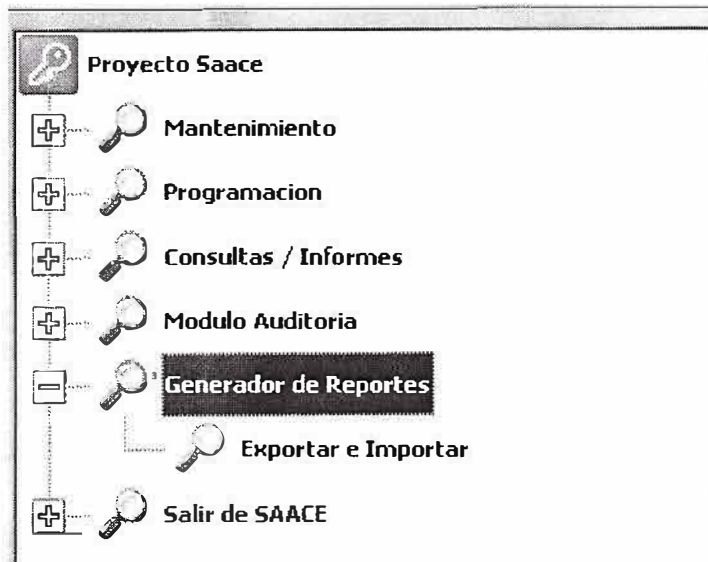 Proyecto Saace
Mantenimiento
Programacion
Consultas / Informes
Modulo Auditoria
Generador de Reportes
Exportar e Importar
Salir de SAACE